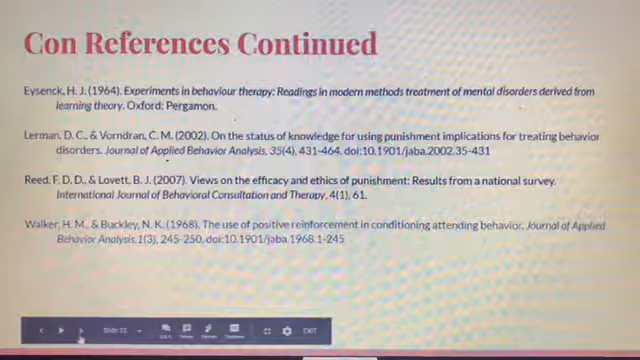 Con References Continued
Eysenck, H. J. (1964). Experiments in behaviour therapy: Readings in modern methods treatment of mental disorders derived from
learning theory. Oxford: Pergamon.
Lerman, D. C., & Vorndran, C. M. (2002). On the status of knowledge for using punishment implications for treating behavior
disorders. Journal of Applied Behavior Analysis, 35(4), 431-464. doi:10.1901/jaba.2002.35-431
Reed, F. D. D., & Lovett, B. J. (2007). Views on the efficacy and ethics of punishment: Results from a national survey.
International Journal of Behavioral Consultation and Therapy, 4(1), 61.
Walker, H. M., & Buckley, N. K. (1968). The use of positive reinforcement in conditioning attending behavior. Journal of Applied
Behavior Analysis, 1(3), 245-250. doi:10.1901/jaba.1968.1-245
Slide EXIT